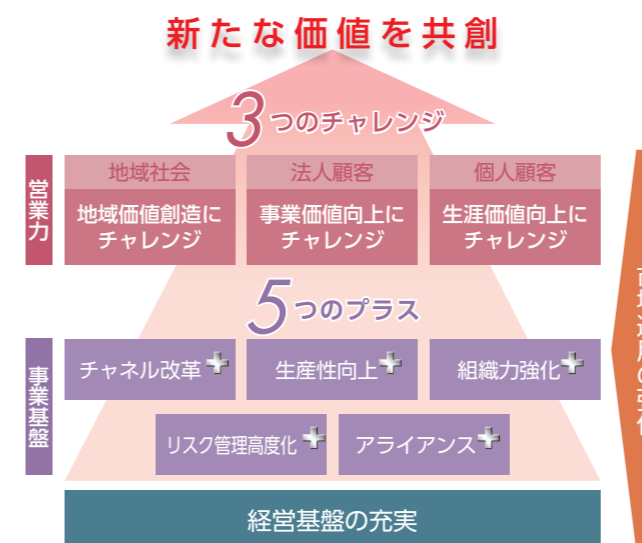 新たな価値を共創
3つのチャレンジ
営業力
地域社会
法人顧客
個人顧客
地域価値創造に
チャレンジ
事業価値向上に
チャレンジ
生涯価値向上に
チャレンジ
5つのプラス
事業基盤
チャネル改革
生産性向上
組織力強化
リスク管理高度化
アライアンス
経営基盤の充実